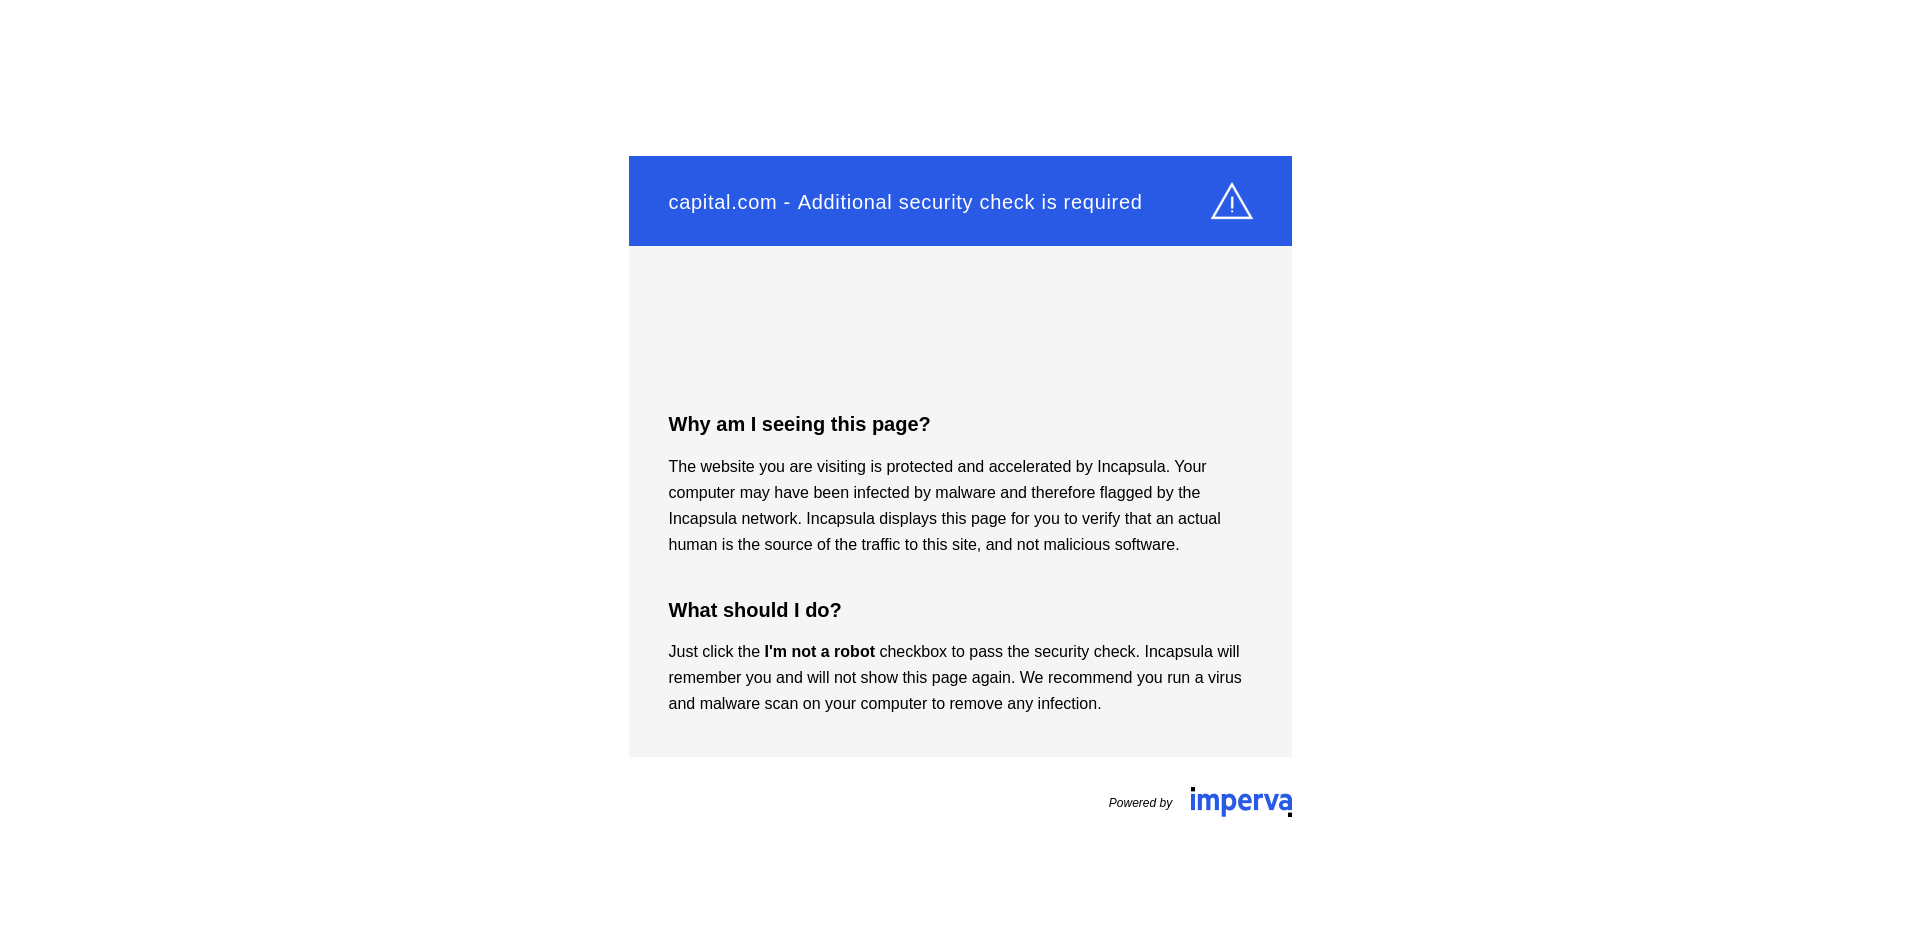 capital.com - Additional security check is required
Why am I seeing this page?
The website you are visiting is protected and accelerated by Incapsula. Your
computer may have been infected by malware and therefore flagged by the
Incapsula network. Incapsula displays this page for you to verify that an actual
human is the source of the traffic to this site, and not malicious software.
What should I do?
Just click the I'm not a robot checkbox to pass the security check. Incapsula will
remember you and will not show this page again. We recommend you run a virus
and malware scan on your computer to remove any infection.
Powered by imperva